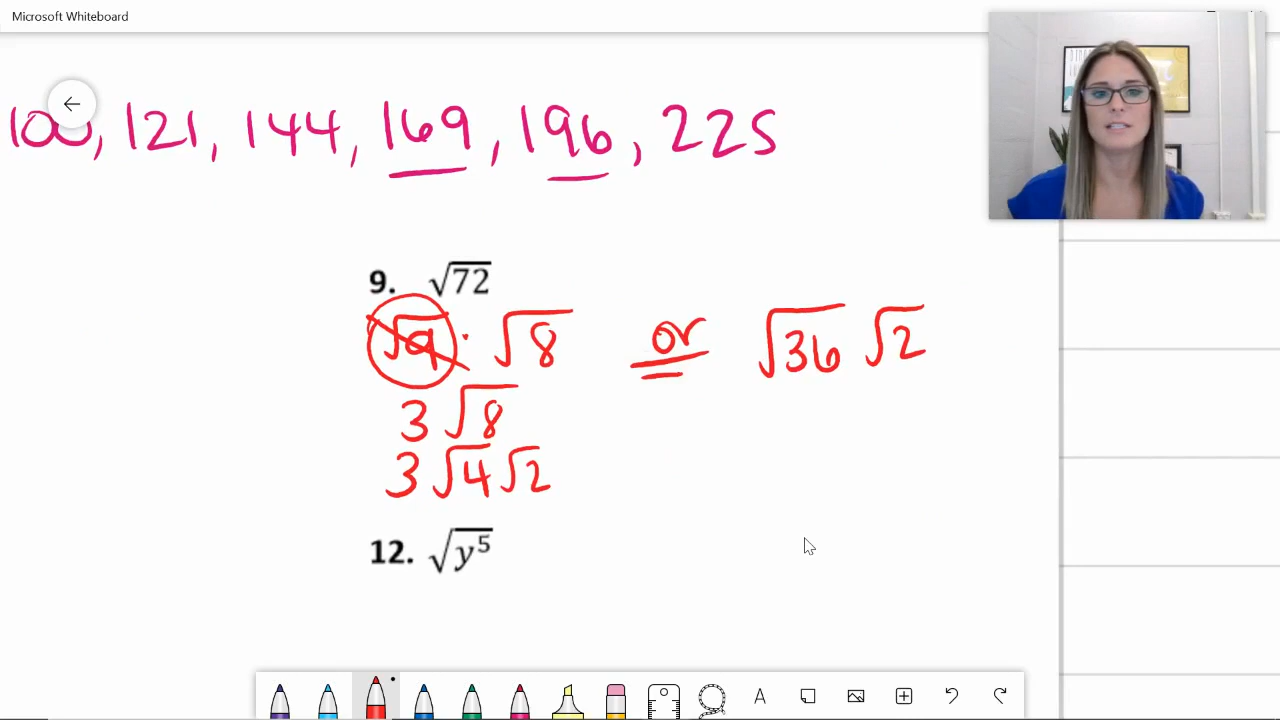 Microsoft Whiteboard
100, 121, 144, 169, 196, 225
9. √72
√9 · √8 or √36 √2
3 √8
3 √4 √2
12. √y⁵
A